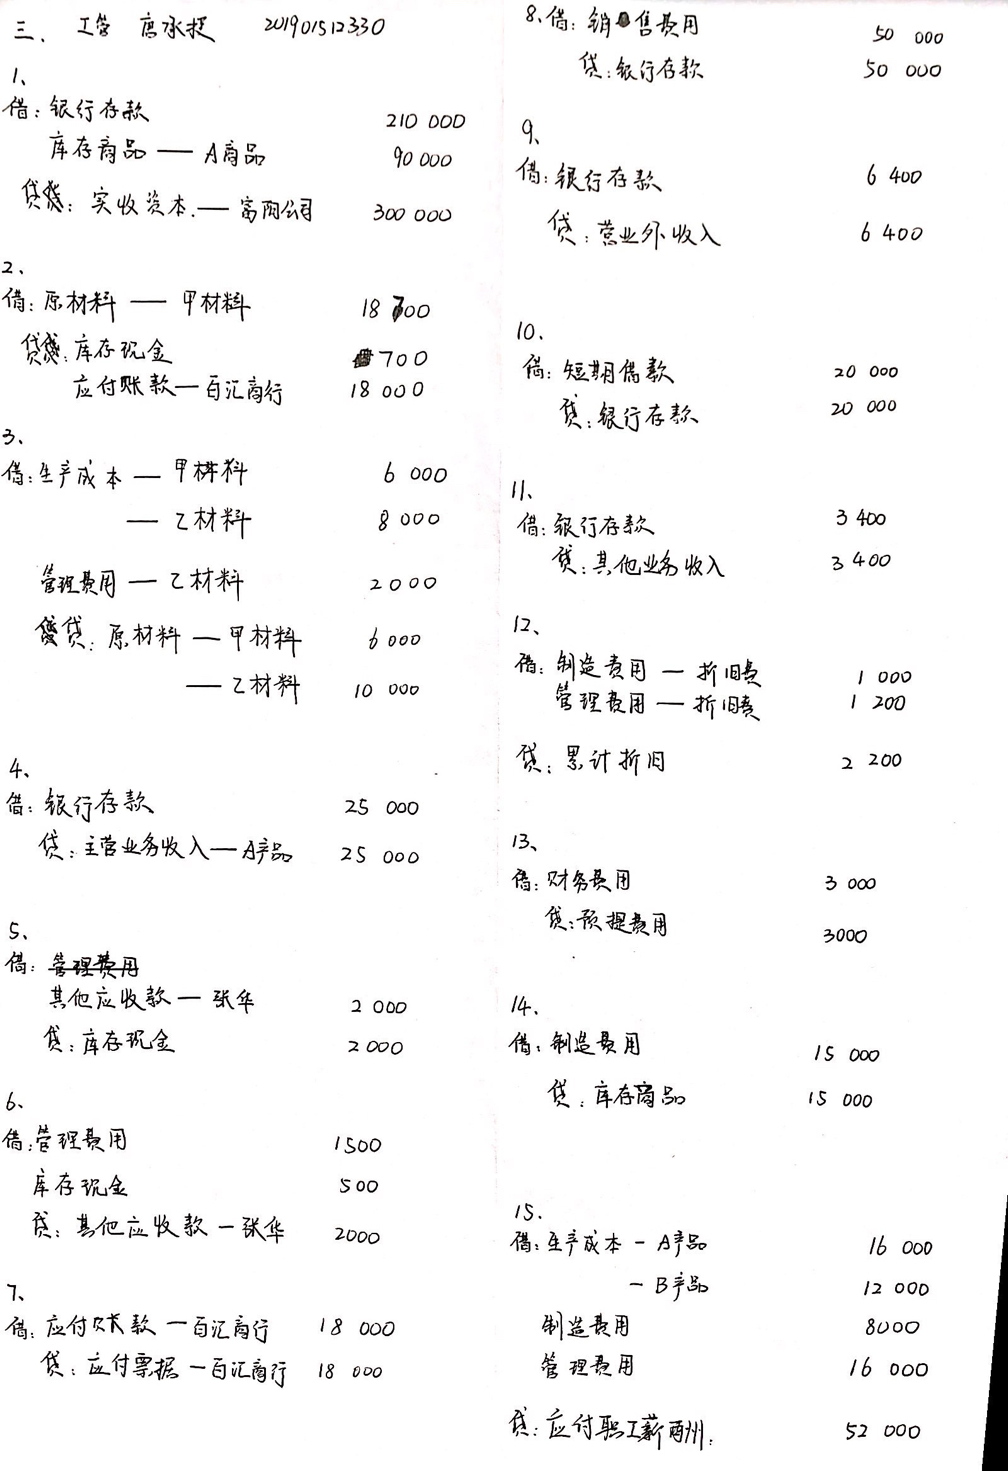 三、 工管 唐承挺 201901512330
1、
借：银行存款 210 000
库存商品 — A商品 90 000
贷：实收资本 — 富阳公司 300 000
2、
借：原材料 — 甲材料 18 700
贷：库存现金 700
应付账款 — 百汇商行 18 000
3、
借：生产成本 — 甲材料 6 000
— 乙材料 8 000
管理费用 — 乙材料 2000
贷：原材料 — 甲材料 6000
— 乙材料 10 000
4、
借：银行存款 25 000
贷：主营业务收入 — A产品 25 000
5、
借：管理费用
其他应收款 — 张华 2 000
贷：库存现金 2000
6、
借：管理费用 1500
库存现金 500
贷：其他应收款 — 张华 2000
7、
借：应付账款 — 百汇商行 18 000
贷：应付票据 — 百汇商行 18 000
8、借：销售费用 50 000
贷：银行存款 50 000
9、
借：银行存款 6 400
贷：营业外收入 6 400
10、
借：短期借款 20 000
贷：银行存款 20 000
11、
借：银行存款 3 400
贷：其他业务收入 3 400
12、
借：制造费用 — 折旧费 1 000
管理费用 — 折旧费 1 200
贷：累计折旧 2 200
13、
借：财务费用 3 000
贷：预提费用 3000
14、
借：制造费用 15 000
贷：库存商品 15 000
15、
借：生产成本 - A产品 16 000
- B产品 12 000
制造费用 8000
管理费用 16 000
贷：应付职工薪酬： 52 000